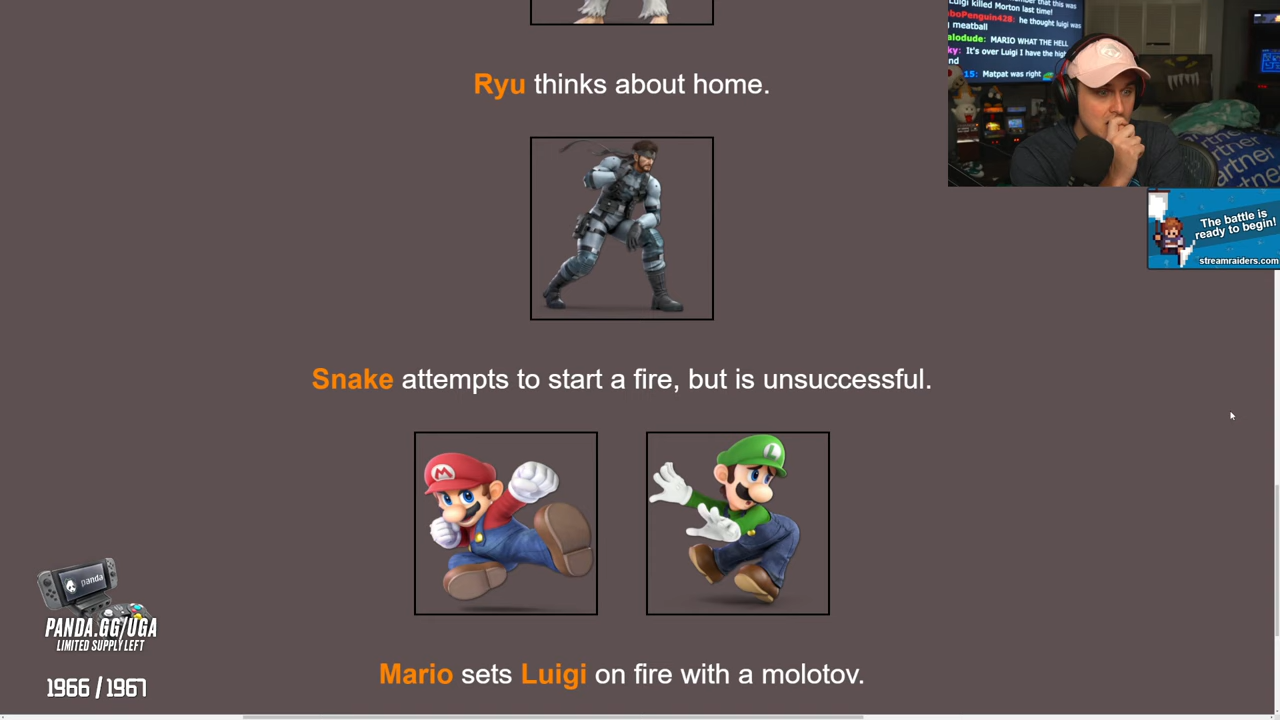 Luigi killed Morton last time!
he thought luigi was
meatball
MARIO WHAT THE HELL
It's over Luigi I have the
Matpat was right
Ryu thinks about home.
The battle is
ready to begin!
streamraiders.com
Snake attempts to start a fire, but is unsuccessful.
panda
PANDA.GG/UGA
LIMITED SUPPLY LEFT
1966 / 1967
Mario sets Luigi on fire with a molotov.